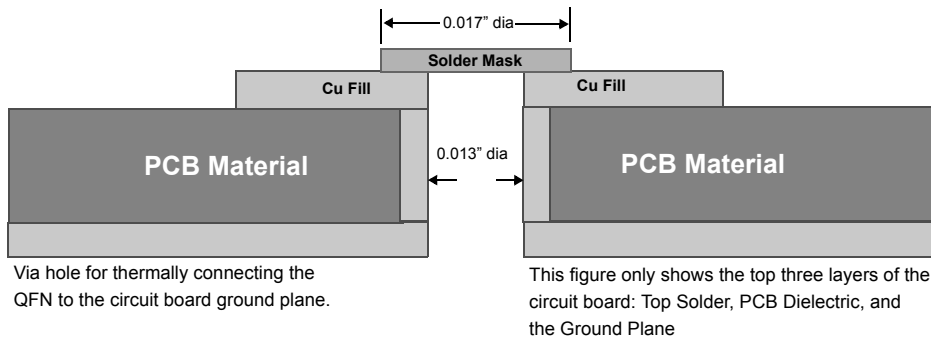 0.017” dia
Solder Mask
Cu Fill
Cu Fill
PCB Material
0.013” dia
PCB Material
Via hole for thermally connecting the
QFN to the circuit board ground plane.
This figure only shows the top three layers of the
circuit board: Top Solder, PCB Dielectric, and
the Ground Plane